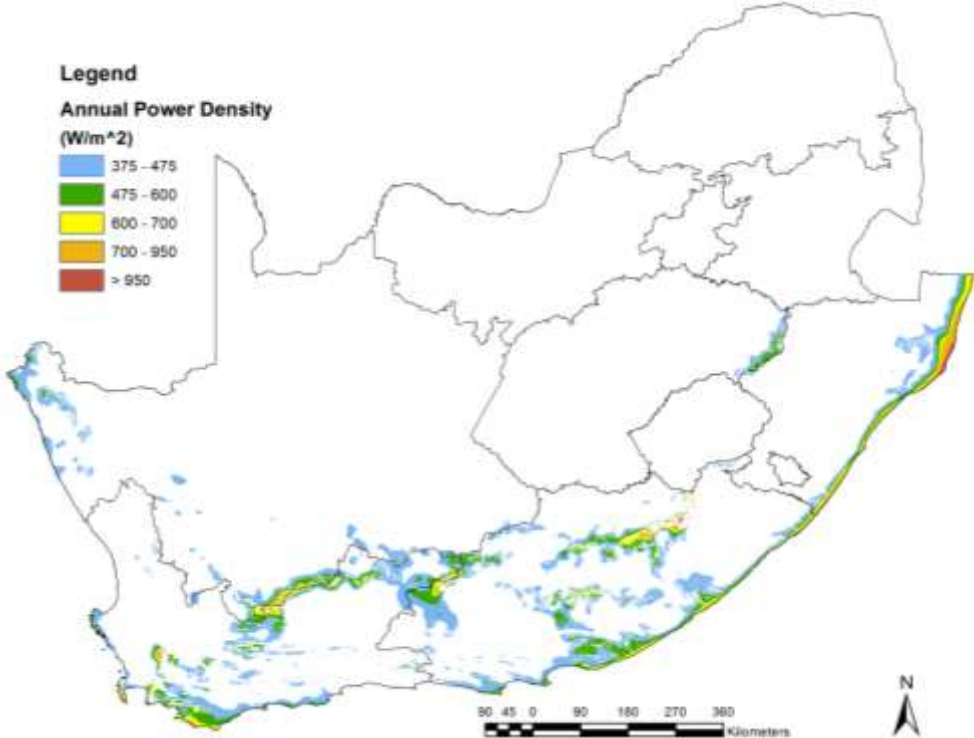 Legend
Annual Power Density
(W/m^2)
375 - 475
475 - 600
600 - 700
700 - 950
> 950
N
90 45 0 90 180 270 360
Kilometers